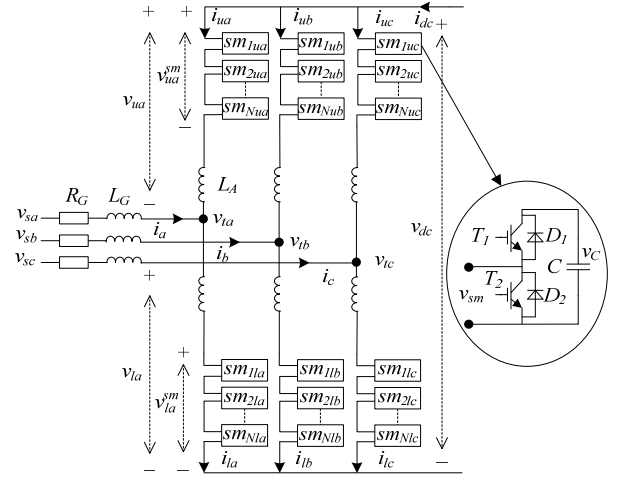 + + i_ua i_ub i_uc i_dc +
sm_1ua sm_1ub sm_1uc
v_ua^sm sm_2ua sm_2ub sm_2uc
v_ua
sm_Nua sm_Nub sm_Nuc
−
L_A
−
R_G L_G
v_sa i_a v_ta v_dc
v_sb i_b v_tb
v_sc i_c v_tc
+
T_1 D_1 C v_C
T_2 D_2
v_sm
+
+
sm_1la sm_1lb sm_1lc
v_la v_la^sm sm_2la sm_2lb sm_2lc
sm_Nla sm_Nlb sm_Nlc
− − i_la i_lb i_lc −